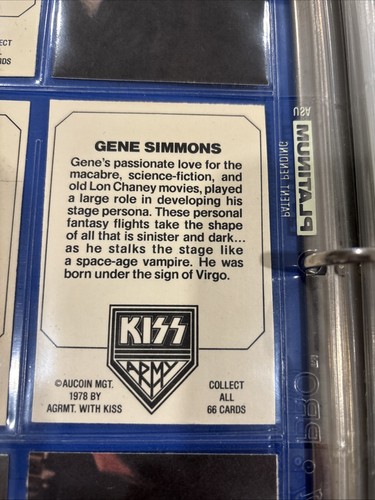 ECT
L
RDS
GENE SIMMONS
Gene's passionate love for the
macabre, science-fiction, and
old Lon Chaney movies, played
a large role in developing his
stage persona. These personal
fantasy flights take the shape
of all that is sinister and dark...
as he stalks the stage like
a space-age vampire. He was
born under the sign of Virgo.
KISS
ARMY
©AUCOIN MGT.
1978 BY
AGRMT. WITH KISS
COLLECT
ALL
66 CARDS
PLATINUM
PATENT PENDING
USA
PRO